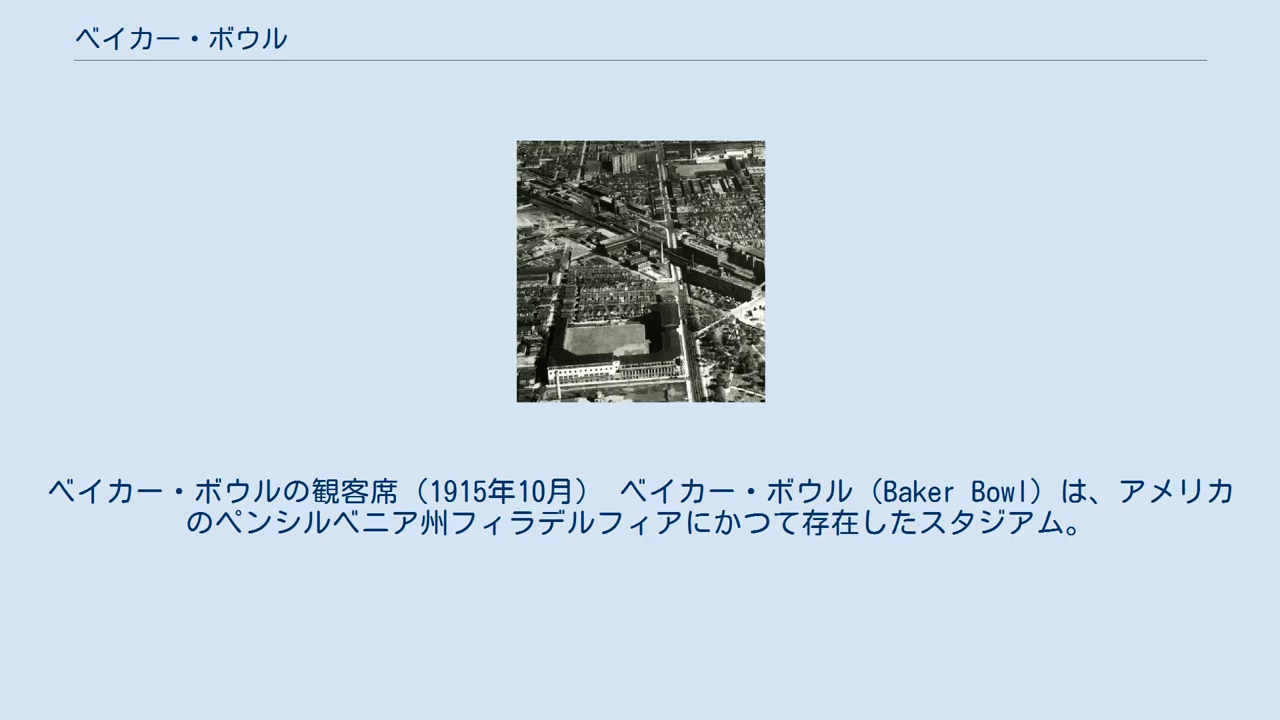 ベイカー・ボウル
ベイカー・ボウルの観客席（1915年10月） ベイカー・ボウル（Baker Bowl）は、アメリカ
のペンシルベニア州フィラデルフィアにかつて存在したスタジアム。